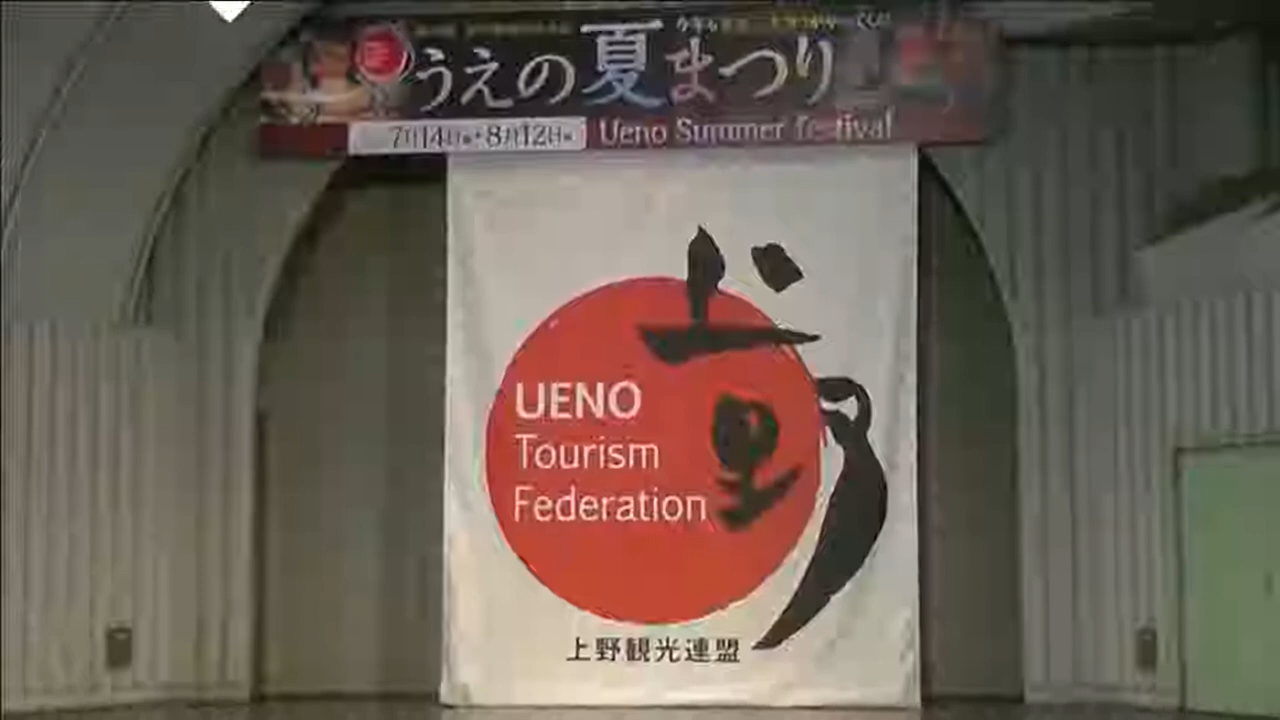 うえの夏まつり
7月14日 8月12日 Ueno Summer Festival
上野
UENO
Tourism
Federation
上野観光連盟